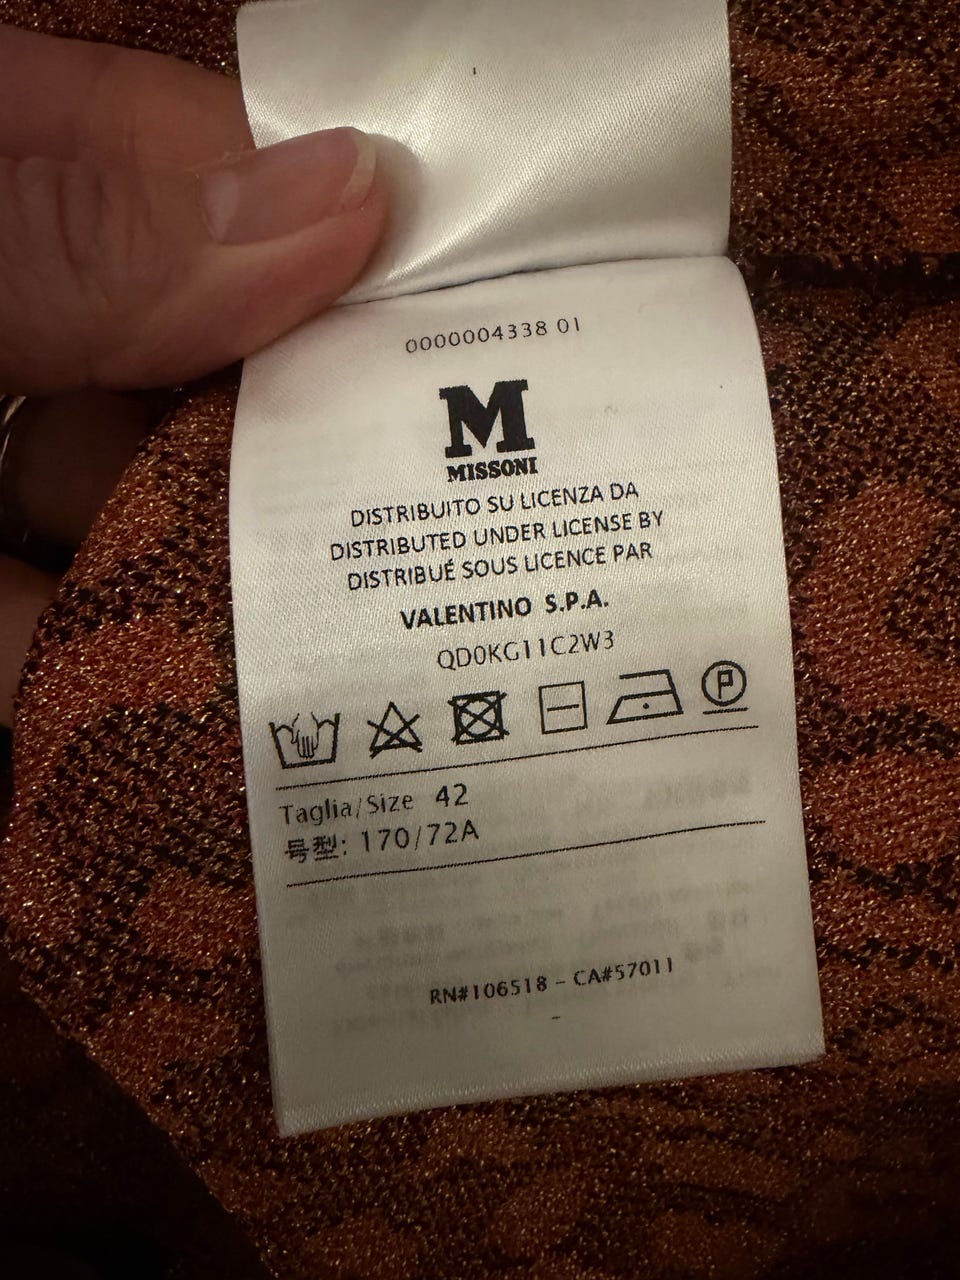 0000004338 01
M
MISSONI
DISTRIBUITO SU LICENZA DA
DISTRIBUTED UNDER LICENSE BY
DISTRIBUÉ SOUS LICENCE PAR
VALENTINO S.P.A.
QD0KG11C2W3
P
Taglia/Size 42
号型: 170/72A
RN#106518 - CA#57011
-